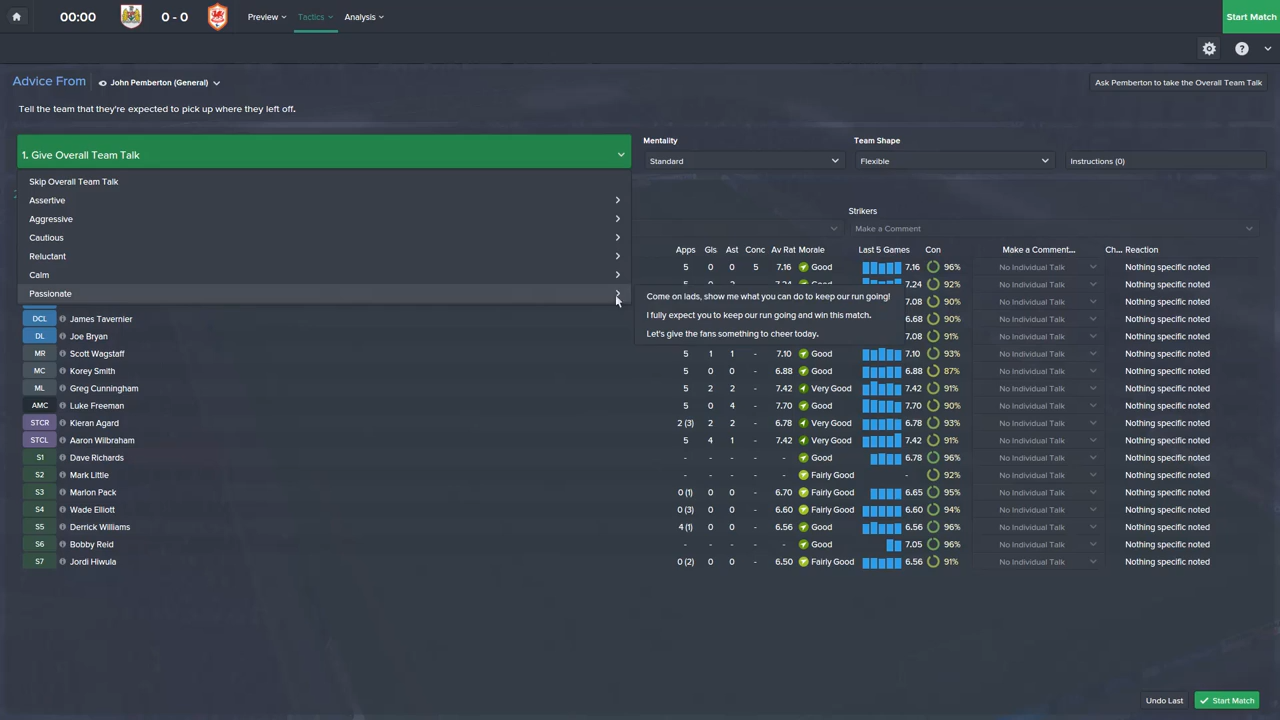 00:00 0 - 0 Preview Tactics Analysis Start Match
Advice From John Pemberton (General) Ask Pemberton to take the Overall Team Talk
Tell the team that they're expected to pick up where they left off.
Mentality Team Shape
1. Give Overall Team Talk Standard Flexible Instructions (0)
Skip Overall Team Talk
Assertive
Aggressive
Cautious
Reluctant
Calm
Passionate
Come on lads, show me what you can do to keep our run going!
I fully expect you to keep our run going and win this match.
Let's give the fans something to cheer today.
Strikers
Make a Comment
Apps Gls Ast Conc Av Rat Morale Last 5 Games Con Make a Comment... Ch... Reaction
5 0 0 5 7.16 Good 7.16 96% No Individual Talk Nothing specific noted
7.24 92% No Individual Talk Nothing specific noted
7.08 90% No Individual Talk Nothing specific noted
DCL James Tavernier 6.68 90% No Individual Talk Nothing specific noted
DL Joe Bryan 7.08 91% No Individual Talk Nothing specific noted
MR Scott Wagstaff 5 1 1 - 7.10 Good 7.10 93% No Individual Talk Nothing specific noted
MC Korey Smith 5 0 0 - 6.88 Good 6.88 87% No Individual Talk Nothing specific noted
ML Greg Cunningham 5 2 2 - 7.42 Very Good 7.42 91% No Individual Talk Nothing specific noted
AMC Luke Freeman 5 0 4 - 7.70 Good 7.70 90% No Individual Talk Nothing specific noted
STCR Kieran Agard 2 (3) 2 2 - 6.78 Very Good 6.78 93% No Individual Talk Nothing specific noted
STCL Aaron Wilbraham 5 4 1 - 7.42 Very Good 7.42 91% No Individual Talk Nothing specific noted
S1 Dave Richards - - - - - Good 6.78 96% No Individual Talk Nothing specific noted
S2 Mark Little - - - - - Fairly Good - 92% No Individual Talk Nothing specific noted
S3 Marlon Pack 0 (1) 0 0 - 6.70 Fairly Good 6.65 95% No Individual Talk Nothing specific noted
S4 Wade Elliott 0 (3) 0 0 - 6.60 Fairly Good 6.60 94% No Individual Talk Nothing specific noted
S5 Derrick Williams 4 (1) 0 0 - 6.56 Good 6.56 96% No Individual Talk Nothing specific noted
S6 Bobby Reid - - - - - Good 7.05 96% No Individual Talk Nothing specific noted
S7 Jordi Hiwula 0 (2) 0 0 - 6.50 Fairly Good 6.56 91% No Individual Talk Nothing specific noted
Undo Last Start Match